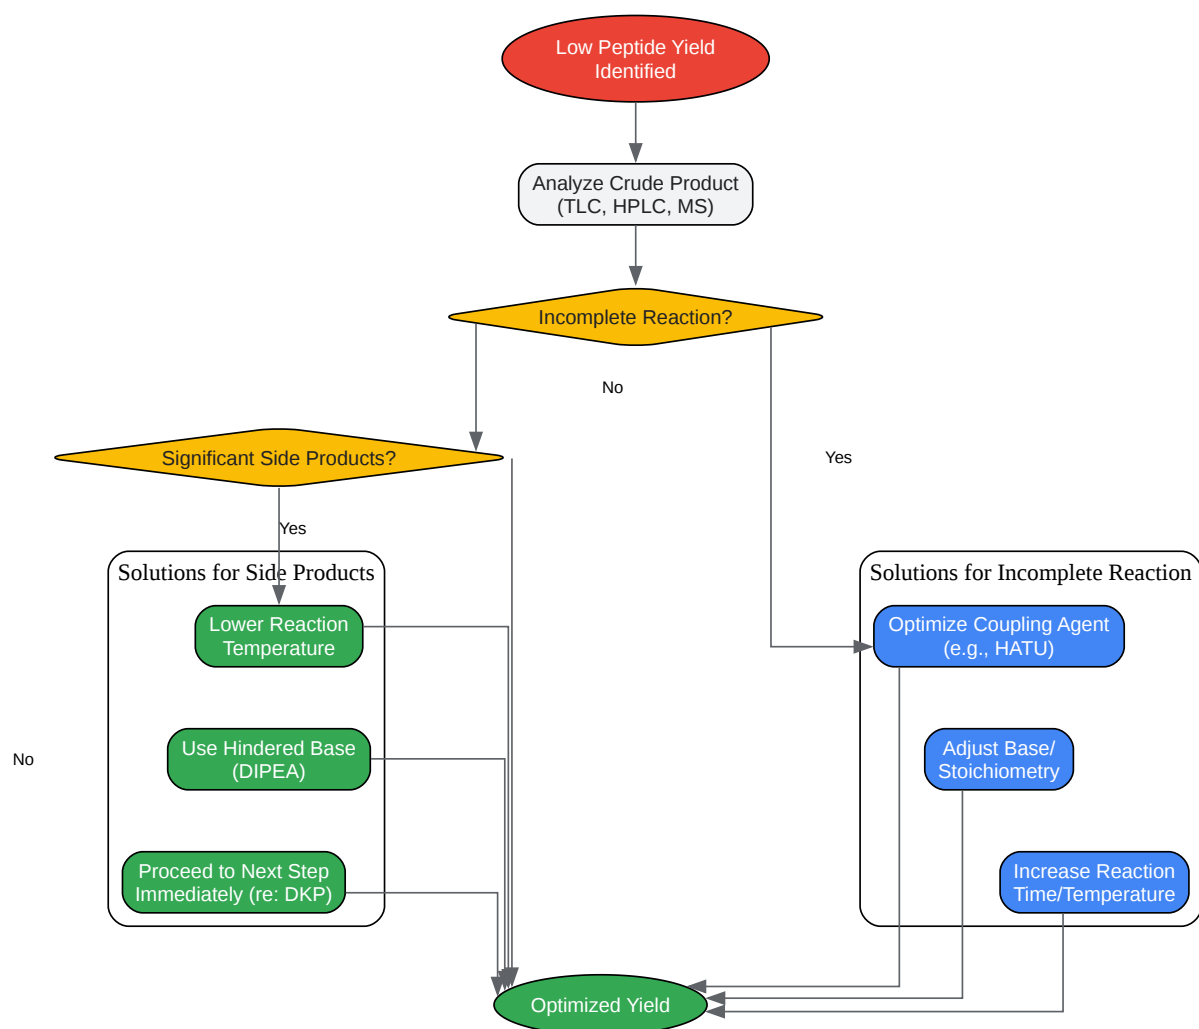 Low Peptide Yield
Identified
Analyze Crude Product
(TLC, HPLC, MS)
Incomplete Reaction?
No
Significant Side Products?
Yes
Yes
Solutions for Side Products
Solutions for Incomplete Reaction
Lower Reaction
Temperature
Optimize Coupling Agent
(e.g., HATU)
No
Use Hindered Base
(DIPEA)
Adjust Base/
Stoichiometry
Proceed to Next Step
Immediately (re: DKP)
Increase Reaction
Time/Temperature
Optimized Yield